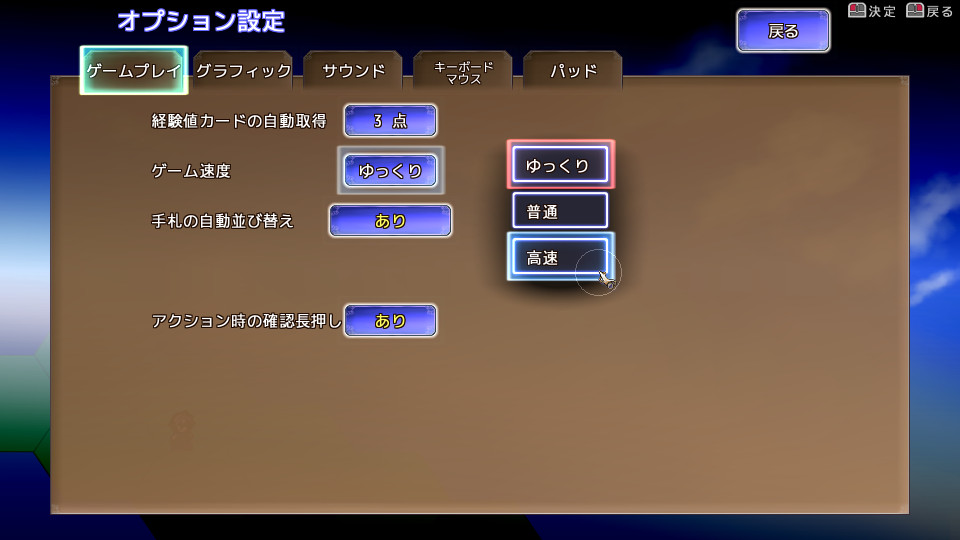 オプション設定
戻る
決定 戻る
ゲームプレイ グラフィック サウンド キーボード マウス パッド
経験値カードの自動取得 3 点
ゲーム速度 ゆっくり
ゆっくり
普通
高速
手札の自動並び替え あり
アクション時の確認長押し あり